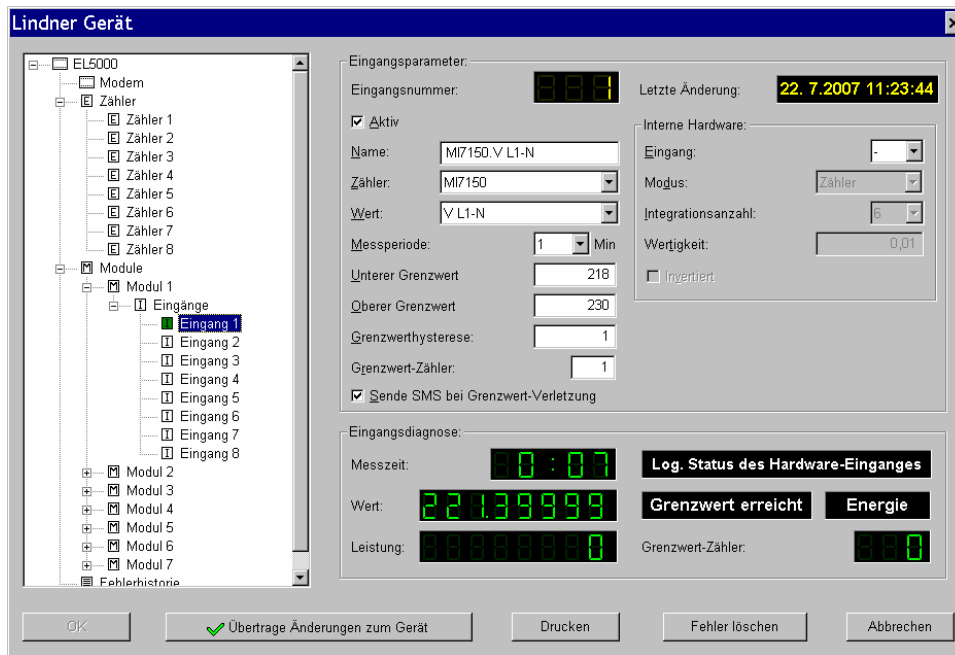 Lindner Gerät
EL5000
Modem
E Zähler
E Zähler 1
E Zähler 2
E Zähler 3
E Zähler 4
E Zähler 5
E Zähler 6
E Zähler 7
E Zähler 8
M Module
M Modul 1
I Eingänge
I Eingang 1
I Eingang 2
I Eingang 3
I Eingang 4
I Eingang 5
I Eingang 6
I Eingang 7
I Eingang 8
M Modul 2
M Modul 3
M Modul 4
M Modul 5
M Modul 6
M Modul 7
Fehlerhistorie
Eingangsparameter:
Eingangsnummer: 1
Aktiv
Name: MI7150.V L1-N
Zähler: MI7150
Wert: V L1-N
Messperiode: 1 Min
Unterer Grenzwert 218
Oberer Grenzwert 230
Grenzwerthysterese: 1
Grenzwert-Zähler: 1
Sende SMS bei Grenzwert-Verletzung
Letzte Änderung: 22. 7.2007 11:23:44
Interne Hardware:
Eingang: -
Modus: Zähler
Integrationsanzahl: 6
Wertigkeit: 0,01
Invertiert
Eingangsdiagnose:
Messzeit: 0:07
Wert: 221.39999
Leistung: 0
Log. Status des Hardware-Einganges
Grenzwert erreicht Energie
Grenzwert-Zähler: 0
OK
Übertrage Änderungen zum Gerät
Drucken
Fehler löschen
Abbrechen